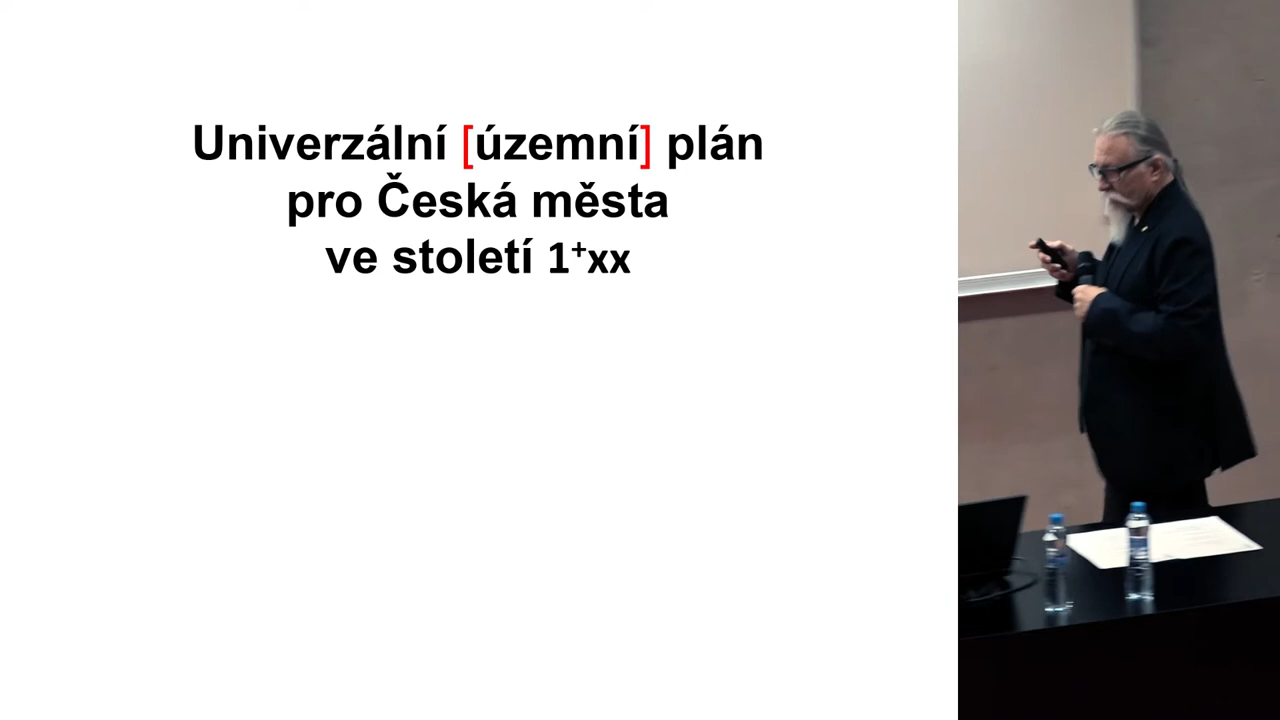 Univerzální [územní] plán
pro Česká města
ve století 1⁺xx